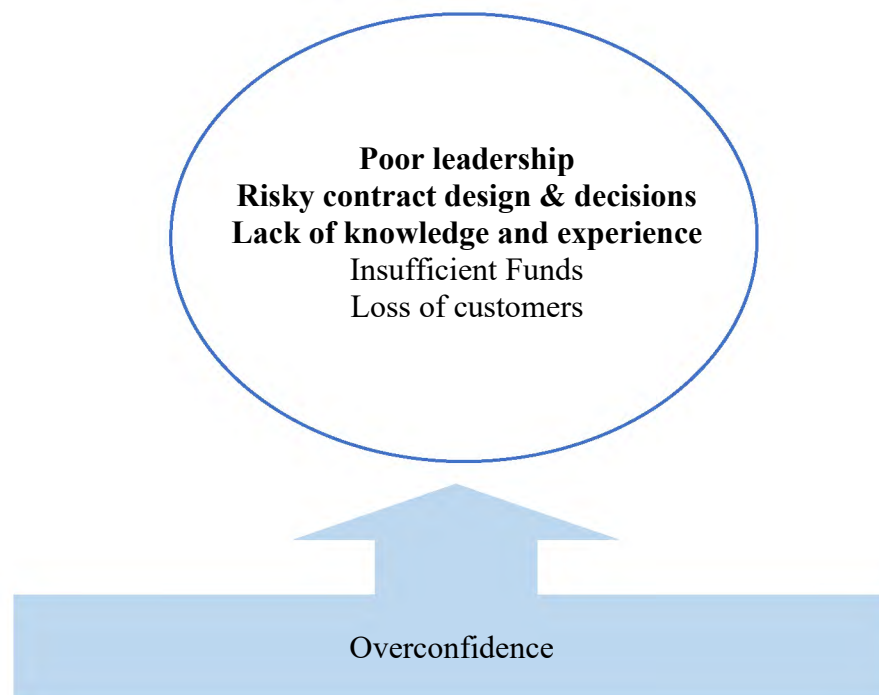 Poor leadership
Risky contract design & decisions
Lack of knowledge and experience
Insufficient Funds
Loss of customers
Overconfidence